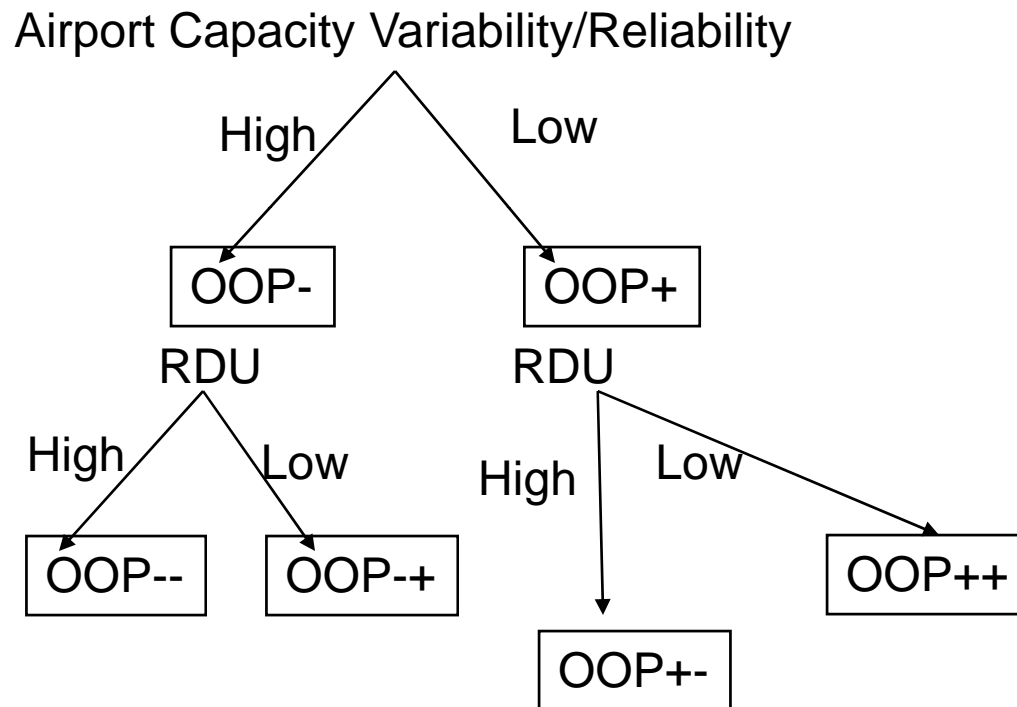 Airport Capacity Variability/Reliability
High
Low
OOP-
OOP+
RDU
RDU
High
Low
High
Low
OOP--
OOP-+
OOP++
OOP+-